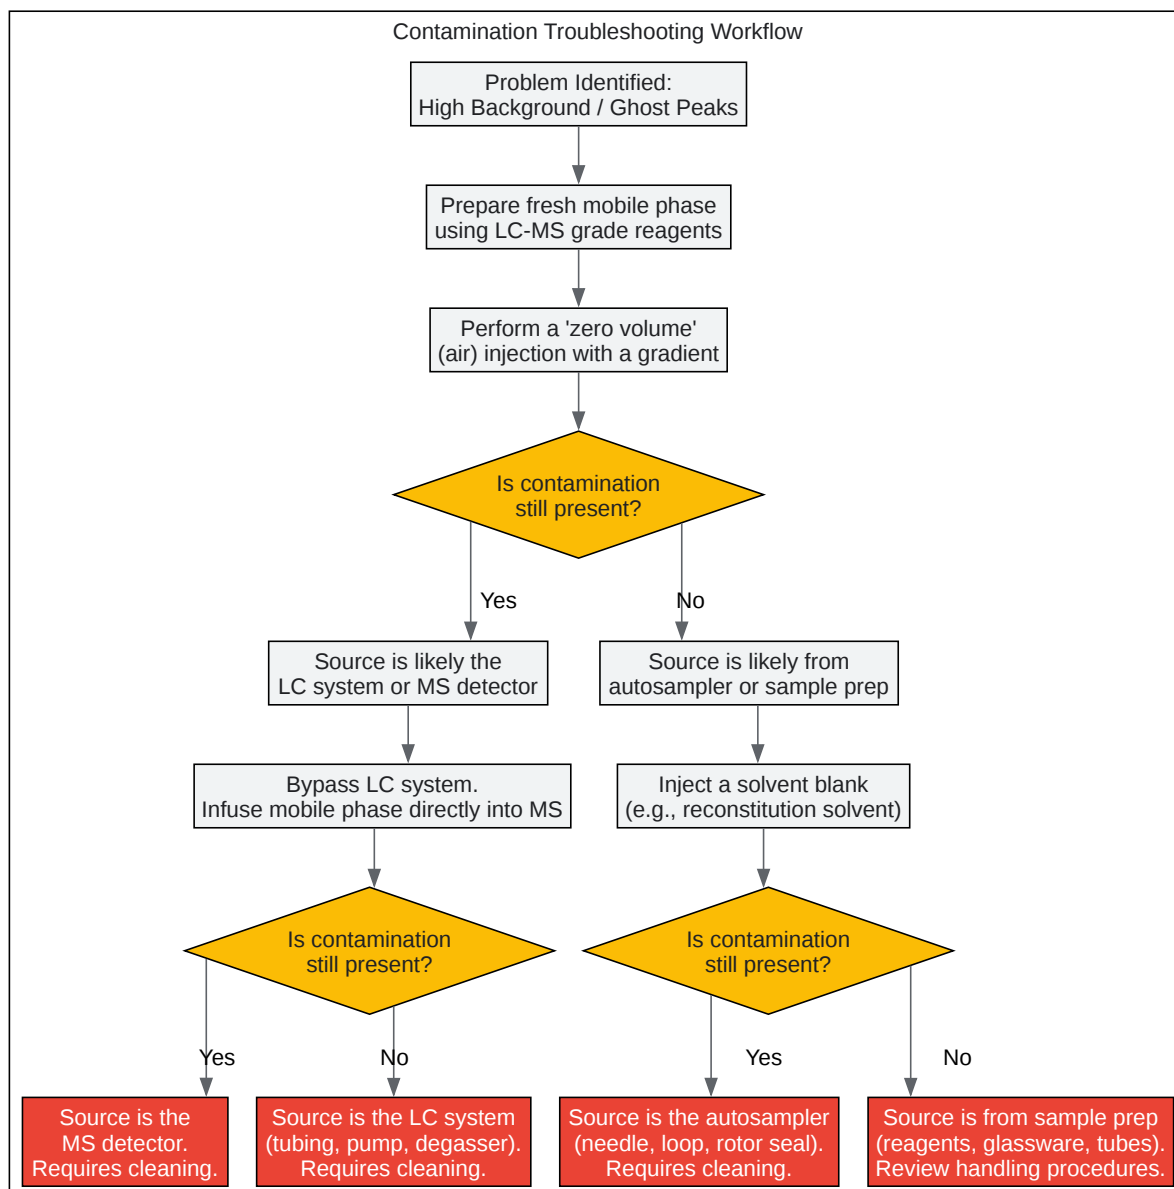 Contamination Troubleshooting Workflow
Problem Identified:
High Background / Ghost Peaks
Prepare fresh mobile phase
using LC-MS grade reagents
Perform a 'zero volume'
(air) injection with a gradient
Is contamination
still present?
Yes
No
Source is likely the
LC system or MS detector
Source is likely from
autosampler or sample prep
Bypass LC system.
Infuse mobile phase directly into MS
Inject a solvent blank
(e.g., reconstitution solvent)
Is contamination
still present?
Is contamination
still present?
Yes
No
Yes
No
Source is the
MS detector.
Requires cleaning.
Source is the LC system
(tubing, pump, degasser).
Requires cleaning.
Source is the autosampler
(needle, loop, rotor seal).
Requires cleaning.
Source is from sample prep
(reagents, glassware, tubes).
Review handling procedures.